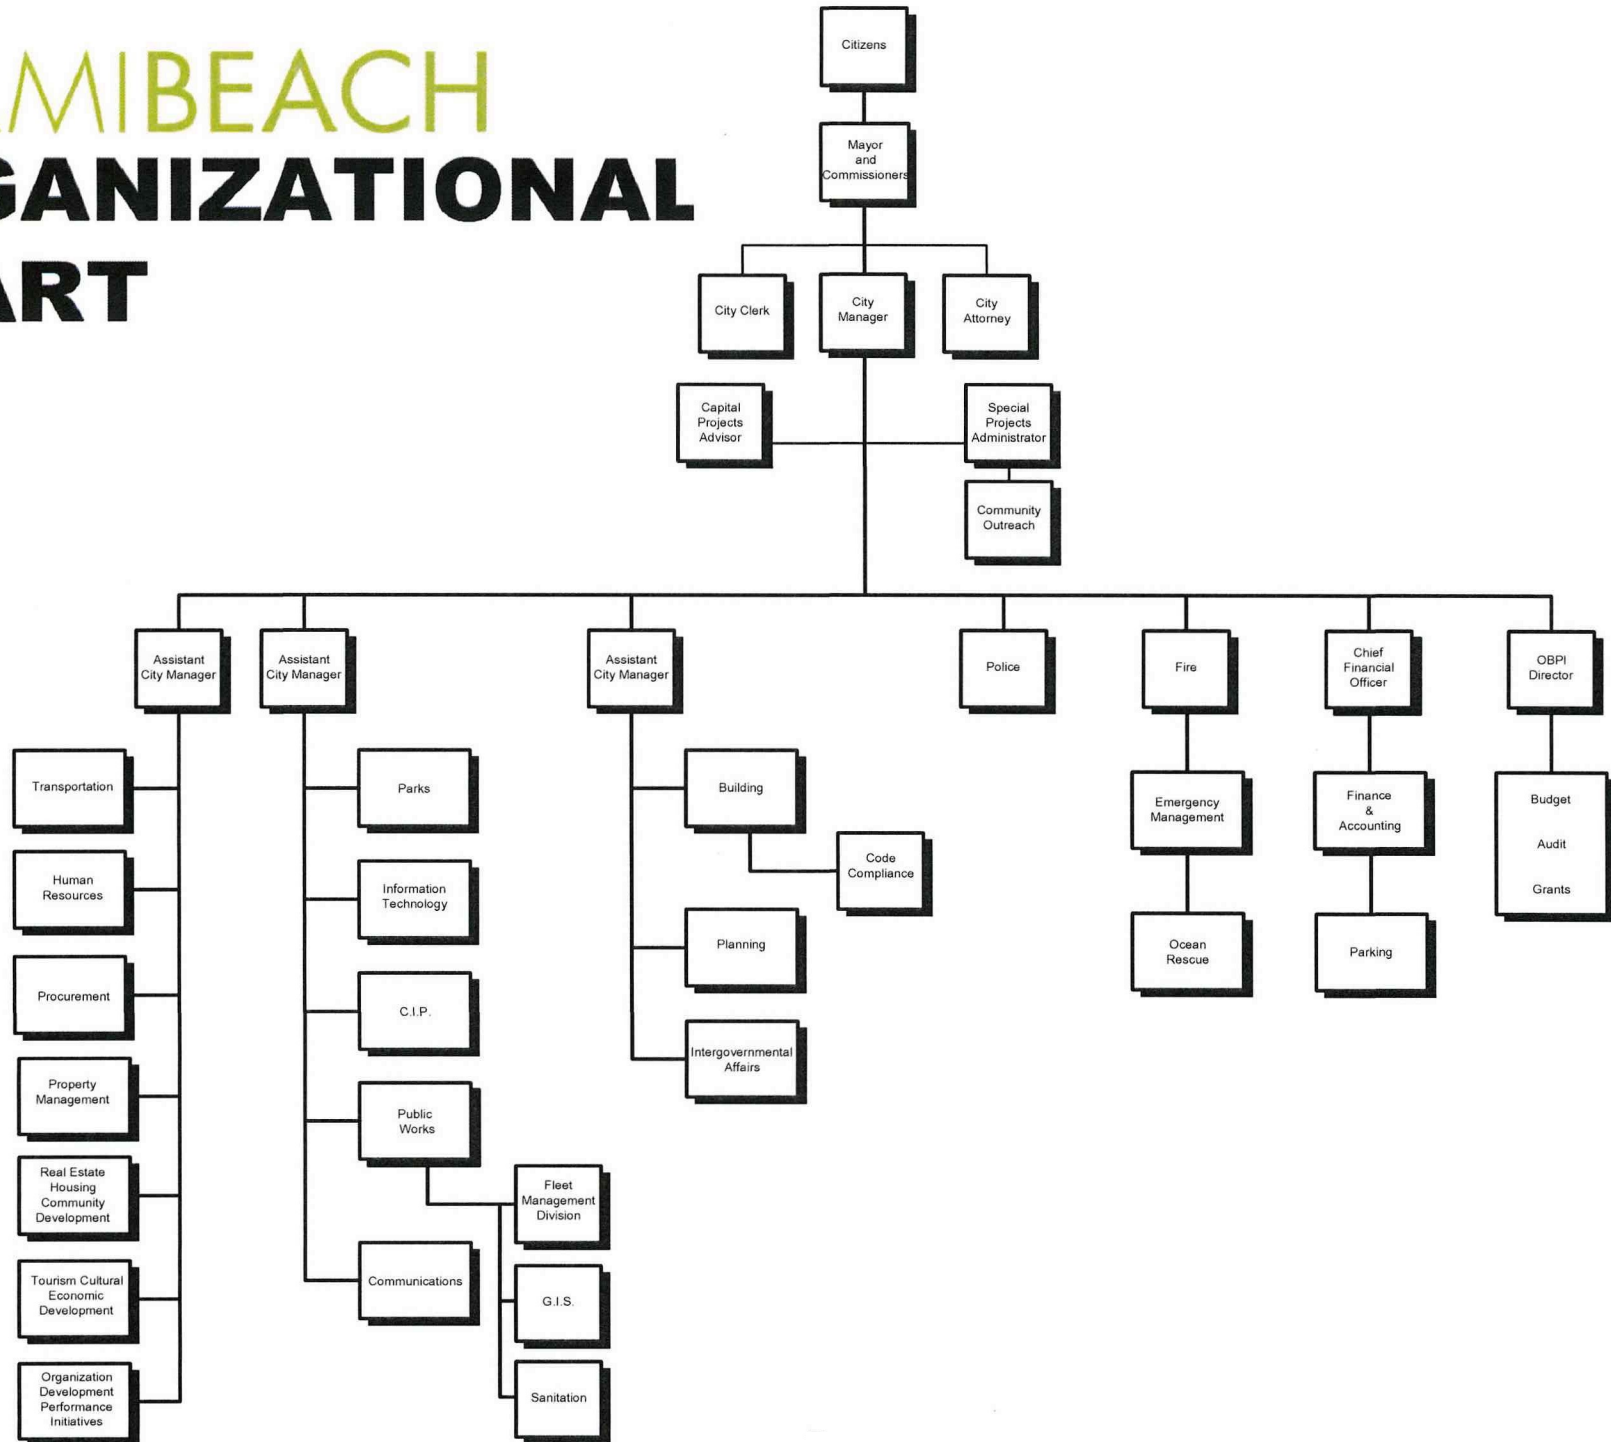 MIBEACH
GANIZATIONAL
ART
Citizens
Mayor
and
Commissioners
City Clerk
City
Manager
City
Attorney
Capital
Projects
Advisor
Special
Projects
Administrator
Community
Outreach
Assistant
City Manager
Assistant
City Manager
Assistant
City Manager
Police
Fire
Chief
Financial
Officer
OBPI
Director
Transportation
Human
Resources
Procurement
Property
Management
Real Estate
Housing
Community
Development
Tourism Cultural
Economic
Development
Organization
Development
Performance
Initiatives
Parks
Information
Technology
C.I.P.
Public
Works
Fleet
Management
Division
G.I.S.
Sanitation
Communications
Building
Code
Compliance
Planning
Intergovernmental
Affairs
Emergency
Management
Ocean
Rescue
Finance
&
Accounting
Parking
Budget
Audit
Grants